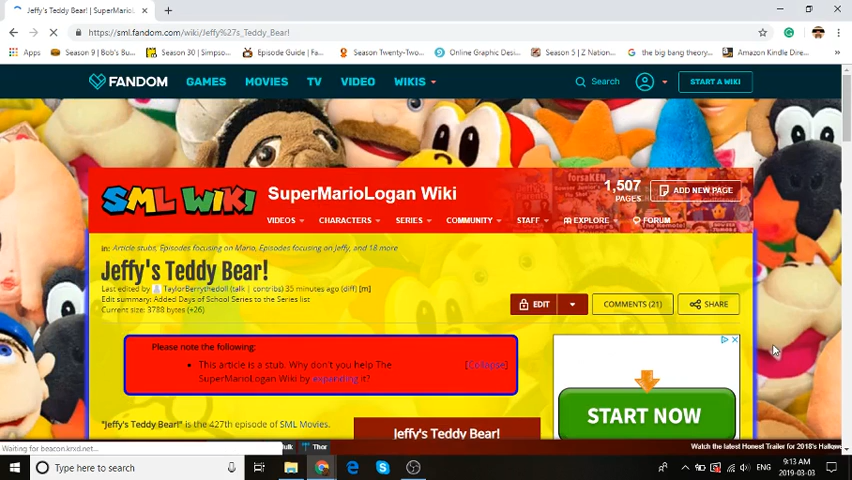 Jeffy's Teddy Bear! | SuperMarioL
https://sml.fandom.com/wiki/Jeffy%27s_Teddy_Bear!
Apps Season 9 | Bob's Bu... Season 30 | Simpso... Episode Guide | Fa... Season Twenty-Two... Online Graphic Des... Season 5 | Z Nation... the big bang theory... Amazon Kindle Dire...
FANDOM GAMES MOVIES TV VIDEO WIKIS Search START A WIKI
SML WiKi SuperMarioLogan Wiki 1,507 PAGES ADD NEW PAGE
VIDEOS CHARACTERS SERIES COMMUNITY STAFF EXPLORE FORUM
in: Article stubs, Episodes focusing on Mario, Episodes focusing on Jeffy, and 18 more
Jeffy's Teddy Bear!
Last edited by TaylorBerrythedoll (talk | contribs) 35 minutes ago (diff) [m]
Edit summary: Added Days of School Series to the Series list
Current size: 3788 bytes (+26)
EDIT COMMENTS (21) SHARE
Please note the following:
This article is a stub. Why don't you help The [Collapse]
SuperMarioLogan Wiki by expanding it?
START NOW
"Jeffy's Teddy Bear!" is the 427th episode of SML Movies.
Jeffy's Teddy Bear!
Waiting for beacon.krxd.net... Hulk Thor Watch the latest Honest Trailer for 2018's Hallowe
Type here to search ENG 9:13 AM
2019-03-03